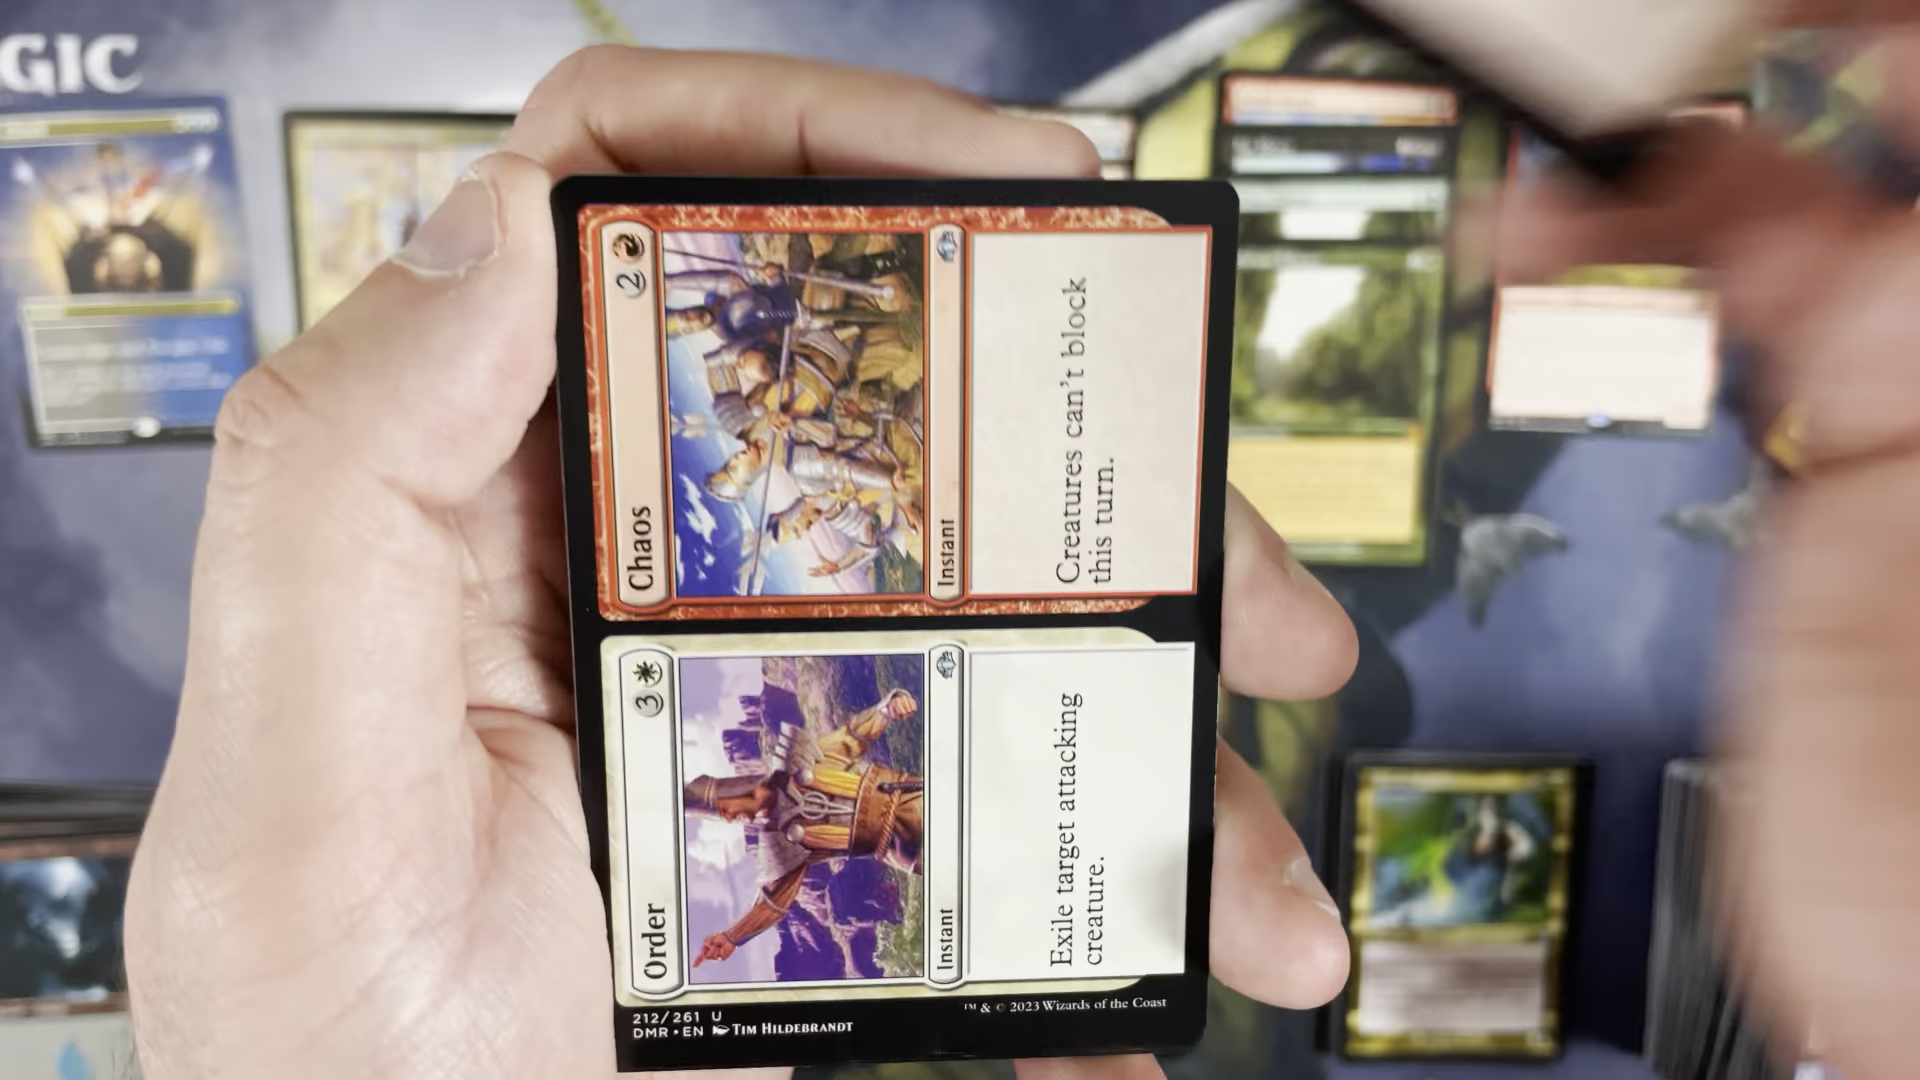 GIC
Chaos
2
Instant
Creatures can't block
this turn.
Order
3
Instant
Exile target attacking
creature.
212/261 U
DMR • EN Tim Hildebrandt
™ & © 2023 Wizards of the Coast